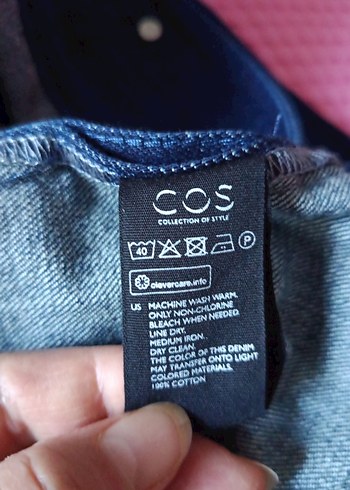 COS
COLLECTION OF STYLE
40 P
clevercare.info
US MACHINE WASH WARM.
ONLY NON-CHLORINE
BLEACH WHEN NEEDED.
LINE DRY.
MEDIUM IRON.
DRY CLEAN.
THE COLOR OF THIS DENIM
MAY TRANSFER ONTO LIGHT
COLORED MATERIALS.
100% COTTON